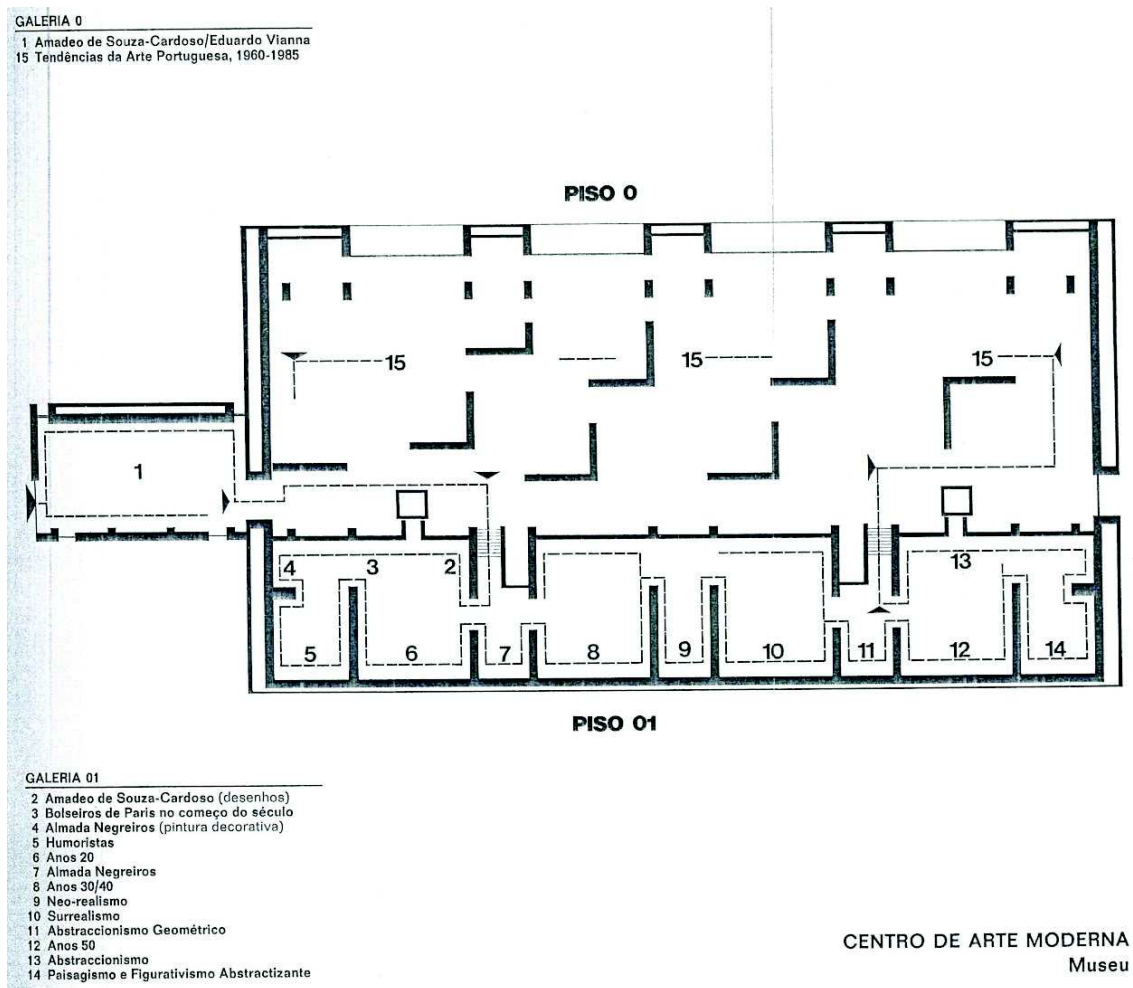 GALERIA 0
1 Amadeo de Souza-Cardoso/Eduardo Vianna
15 Tendências da Arte Portuguesa, 1960-1985
PISO 0
15 15 15
1
4 3 2 13
5 6 7 8 9 10 11 12 14
PISO 01
GALERIA 01
2 Amadeo de Souza-Cardoso (desenhos)
3 Bolseiros de Paris no começo do século
4 Almada Negreiros (pintura decorativa)
5 Humoristas
6 Anos 20
7 Almada Negreiros
8 Anos 30/40
9 Neo-realismo
10 Surrealismo
11 Abstraccionismo Geométrico
12 Anos 50
13 Abstraccionismo
14 Paisagismo e Figurativismo Abstractizante
CENTRO DE ARTE MODERNA
Museu